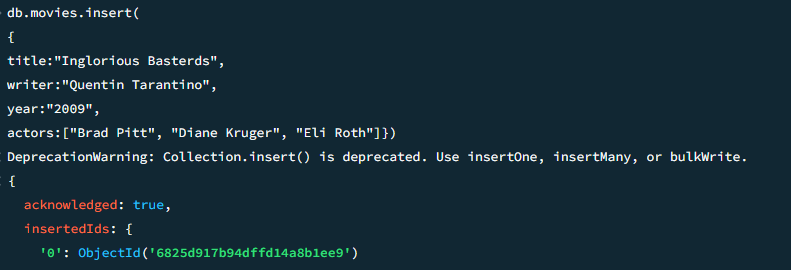 db.movies.insert(
{
title:"Inglorious Basterds",
writer:"Quentin Tarantino",
year:"2009",
actors:["Brad Pitt", "Diane Kruger", "Eli Roth"]})
DeprecationWarning: Collection.insert() is deprecated. Use insertOne, insertMany, or bulkWrite.
{
acknowledged: true,
insertedIds: {
'0': ObjectId('6825d917b94dffd14a8b1ee9')